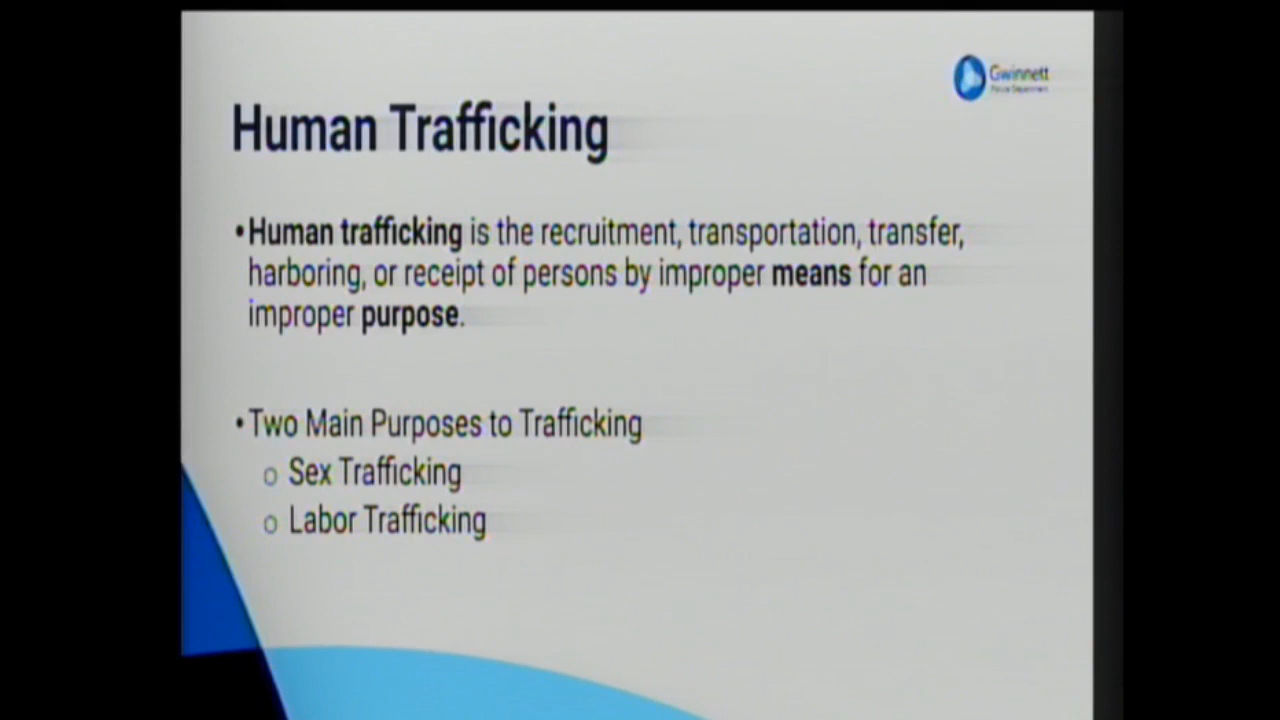 Gwinnett
Police Department
Human Trafficking
•Human trafficking is the recruitment, transportation, transfer,
harboring, or receipt of persons by improper means for an
improper purpose.
•Two Main Purposes to Trafficking
o Sex Trafficking
o Labor Trafficking